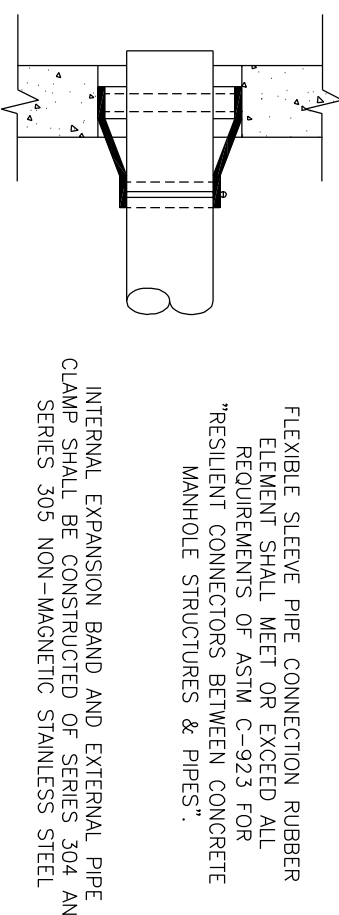 FLEXIBLE SLEEVE PIPE CONNECTION RUBBER
ELEMENT SHALL MEET OR EXCEED ALL
REQUIREMENTS OF ASTM C-923 FOR
"RESILIENT CONNECTORS BETWEEN CONCRETE
MANHOLE STRUCTURES & PIPES".
INTERNAL EXPANSION BAND AND EXTERNAL PIPE
CLAMP SHALL BE CONSTRUCTED OF SERIES 304 AN
SERIES 305 NON-MAGNETIC STAINLESS STEEL